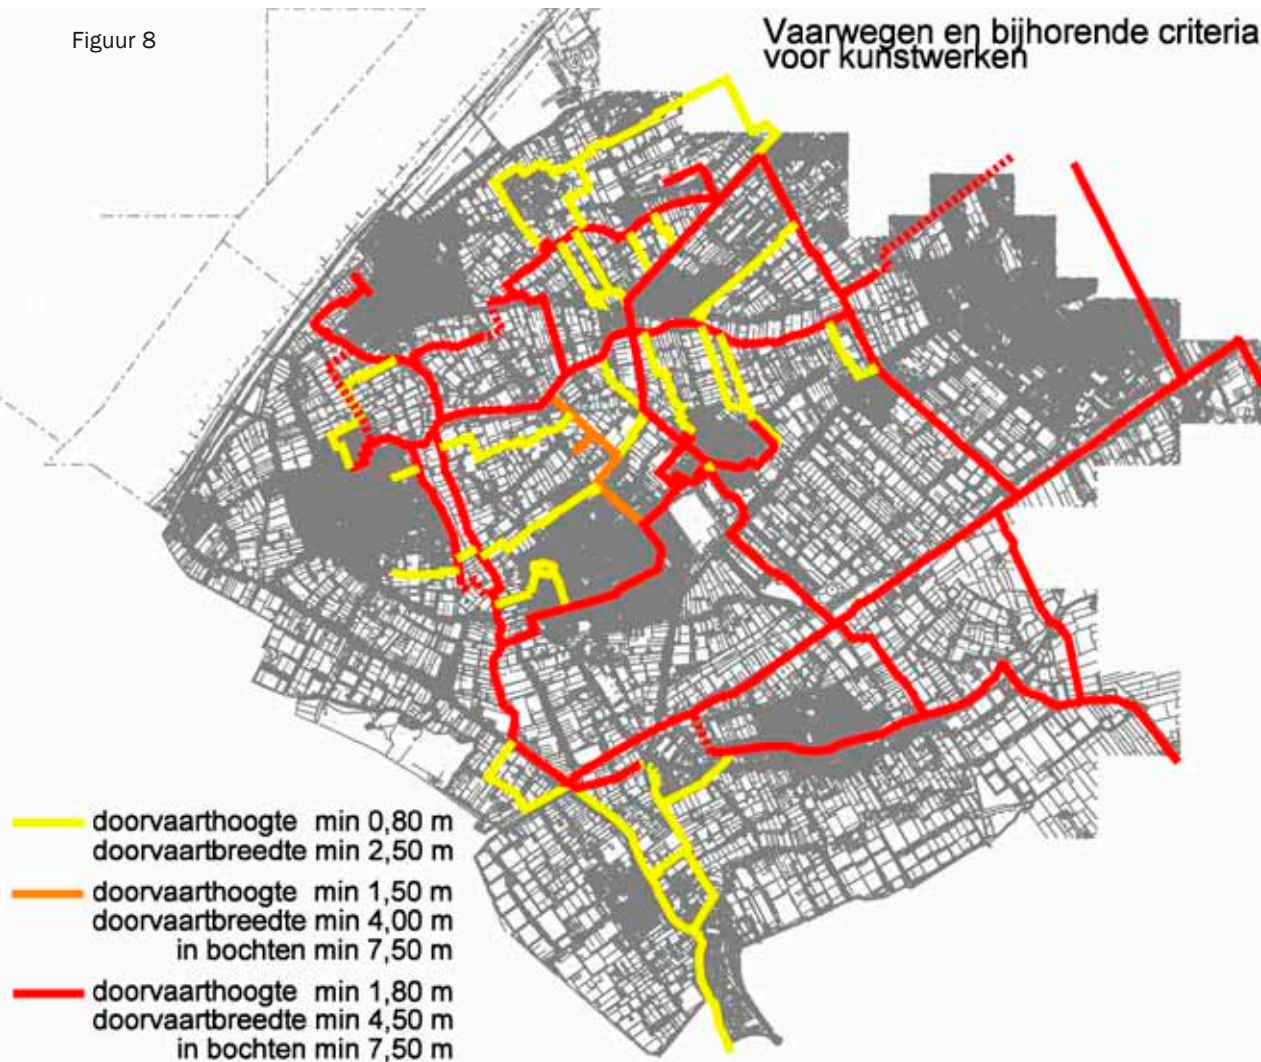 Figuur 8
Vaarwegen en bijhorende criteria
voor kunstwerken
doorvaarthoogte min 0,80 m
doorvaartbreedte min 2,50 m
doorvaarthoogte min 1,50 m
doorvaartbreedte min 4,00 m
in bochten min 7,50 m
doorvaarthoogte min 1,80 m
doorvaartbreedte min 4,50 m
in bochten min 7,50 m